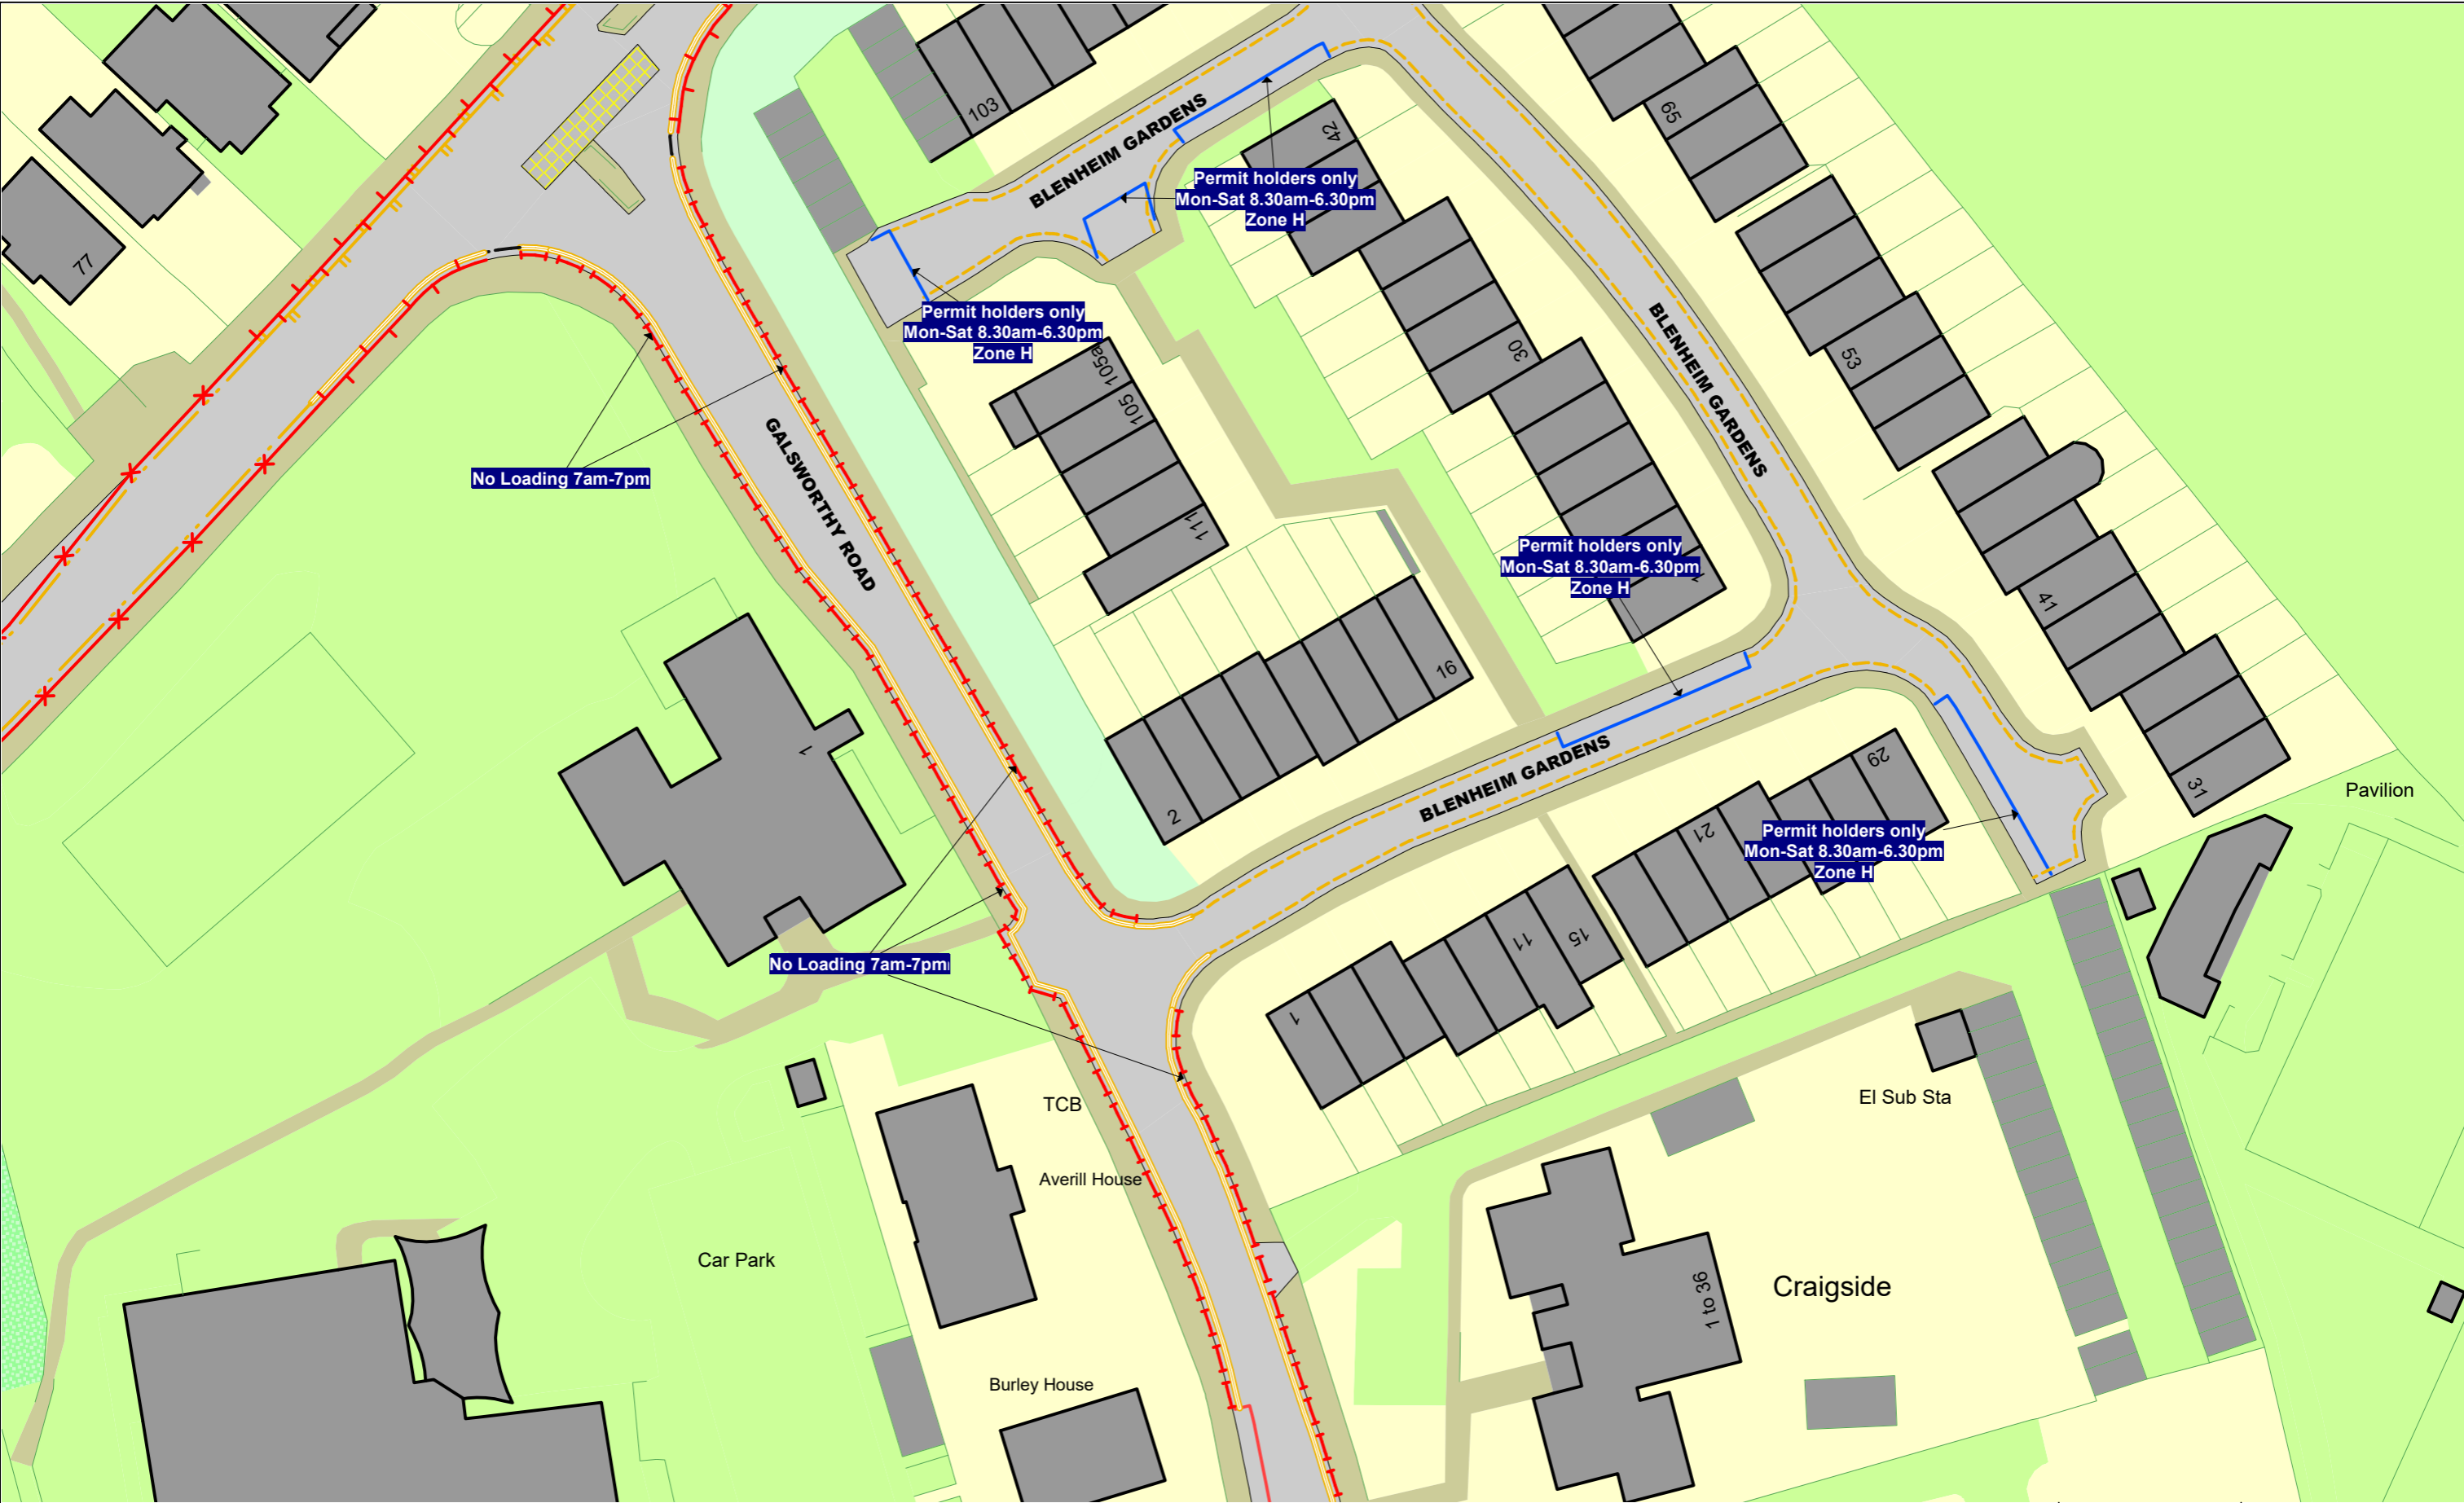 103
65
42
BLENHEIM GARDENS
Permit holders only
Mon-Sat 8.30am-6.30pm
Zone H
77
Permit holders only
Mon-Sat 8.30am-6.30pm
Zone H
105a
105
30
53
BLENHEIM GARDENS
No Loading 7am-7pm
GALSWORTHY ROAD
111
Permit holders only
Mon-Sat 8.30am-6.30pm
Zone H
41
16
1
2
BLENHEIM GARDENS
29
31
Pavilion
21
Permit holders only
Mon-Sat 8.30am-6.30pm
Zone H
11
15
No Loading 7am-7pm
1
TCB
El Sub Sta
Averill House
Car Park
1 to 36
Craigside
Burley House